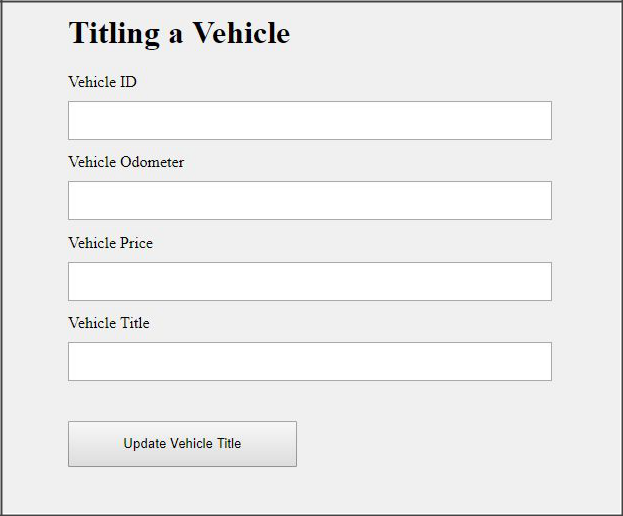 Titling a Vehicle
Vehicle ID
Vehicle Odometer
Vehicle Price
Vehicle Title
Update Vehicle Title